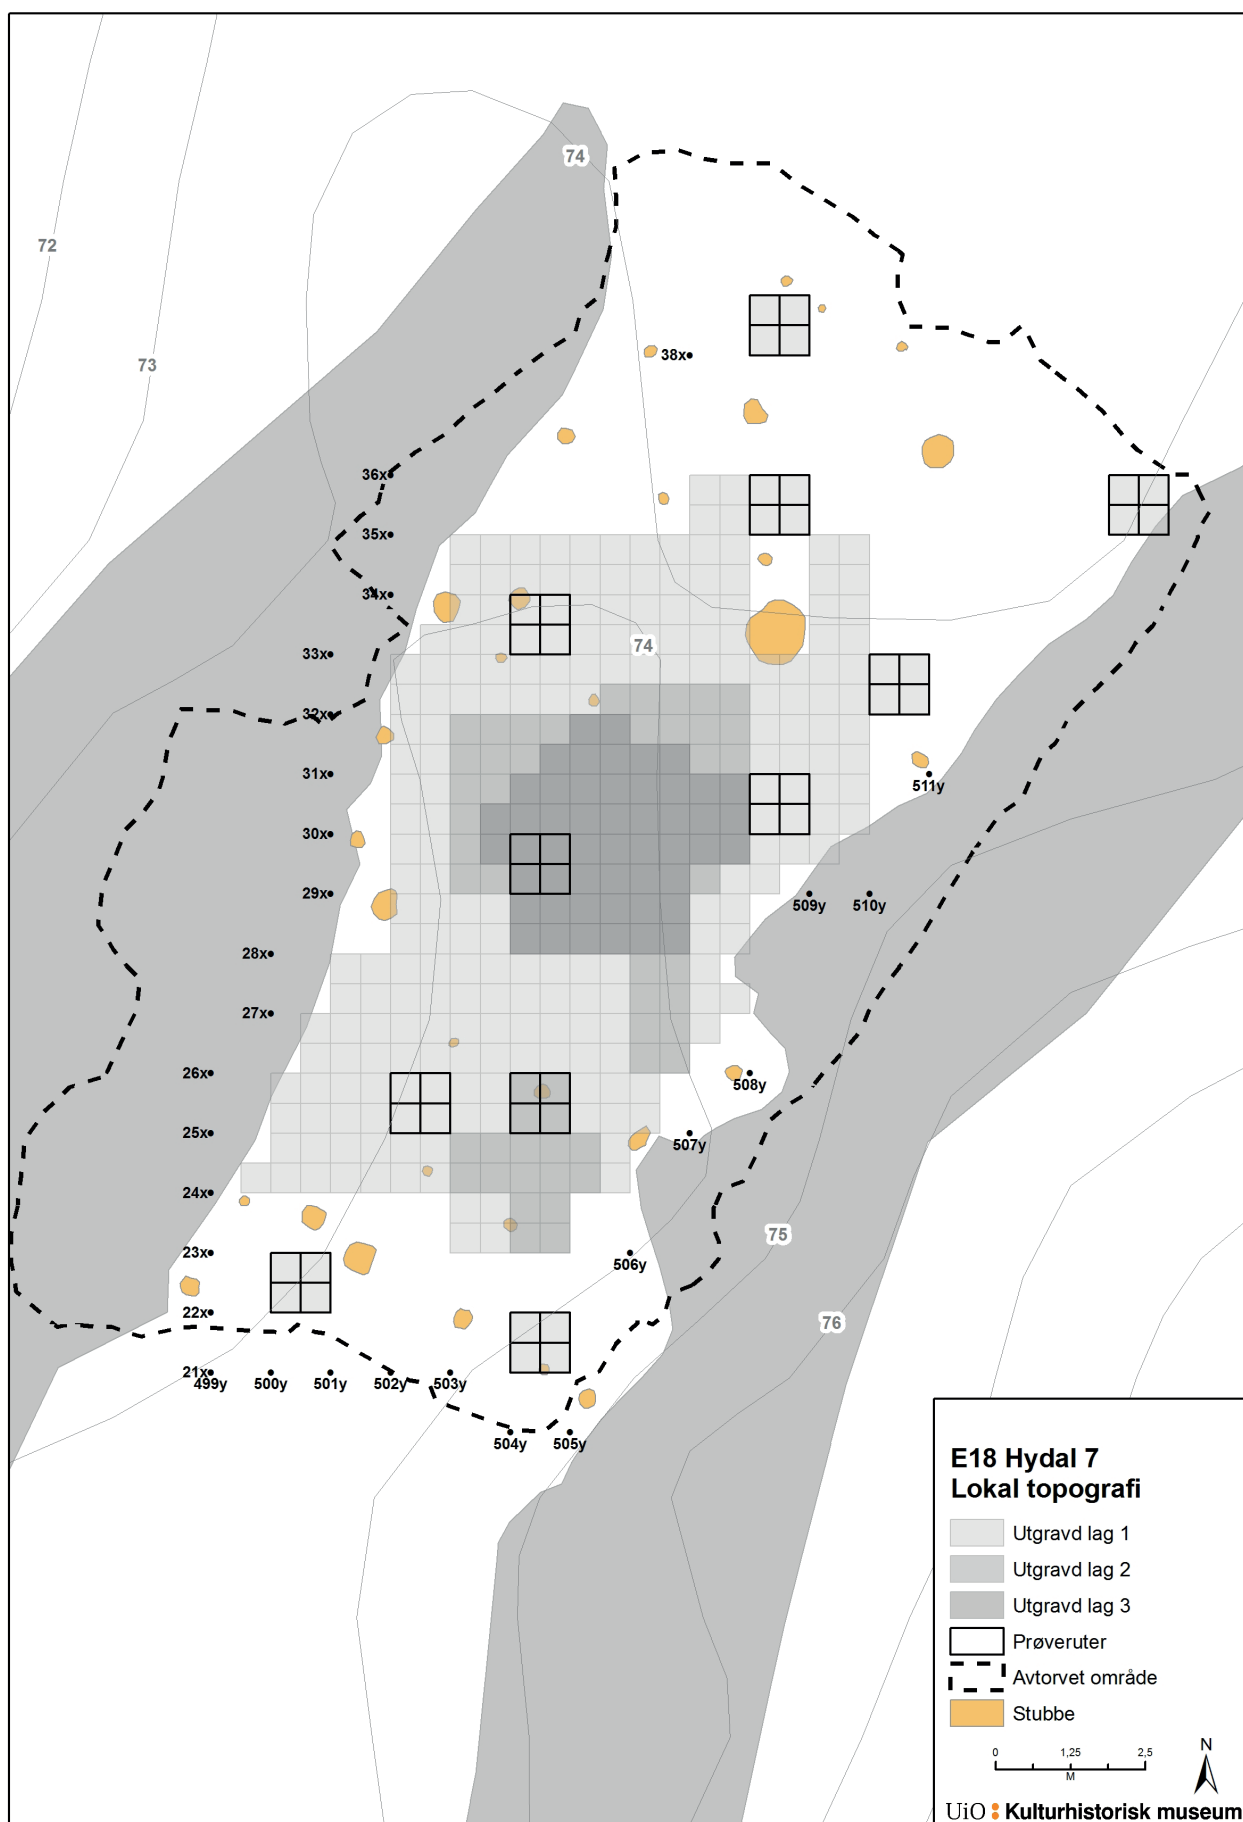 74
72
73
38x
36x
35x
34x
33x
74
32x
31x
511y
30x
29x
509y 510y
28x
27x
26x
508y
25x
507y
24x
75
23x
506y
22x
76
21x
499y 500y 501y 502y 503y
504y 505y
E18 Hydal 7
Lokal topografi
Utgravd lag 1
Utgravd lag 2
Utgravd lag 3
Prøveruter
Avtorvet område
Stubbe
0 1,25 2,5
M
N
UiO Kulturhistorisk museum